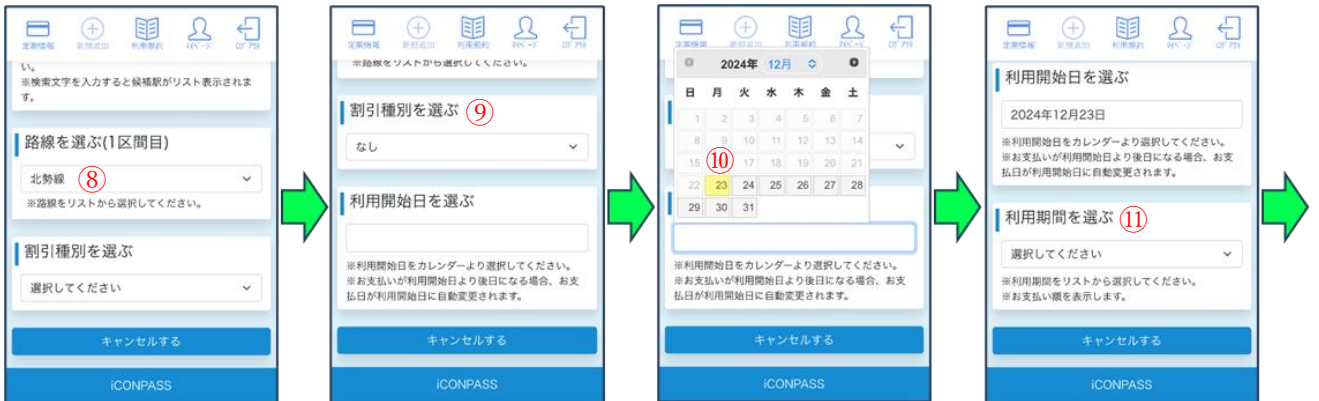 定期情報 新規追加 利用規約 マイページ ログアウト
い。
※検索文字を入力すると候補駅がリスト表示されま
す。
路線を選ぶ(1区間目)
北勢線 ⑧
※路線をリストから選択してください。
割引種別を選ぶ
選択してください
キャンセルする
iCONPASS
定期情報 新規追加 利用規約 マイページ ログアウト
※路線をリストから選択してください。
割引種別を選ぶ ⑨
なし
利用開始日を選ぶ
※利用開始日をカレンダーより選択してください。
※お支払いが利用開始日より後日になる場合、お支
払日が利用開始日に自動変更されます。
キャンセルする
iCONPASS
定期情報 新規追加 利用規約 マイページ ログアウト
2024年 12月
日 月 火 水 木 金 土
1 2 3 4 5 6 7
8 9 10 11 12 13 14
⑩
15 17 18 19 20 21
22 23 24 25 26 27 28
29 30 31
※利用開始日をカレンダーより選択してください。
※お支払いが利用開始日より後日になる場合、お支
払日が利用開始日に自動変更されます。
キャンセルする
iCONPASS
定期情報 新規追加 利用規約 マイページ ログアウト
利用開始日を選ぶ
2024年12月23日
※利用開始日をカレンダーより選択してください。
※お支払いが利用開始日より後日になる場合、お支
払日が利用開始日に自動変更されます。
利用期間を選ぶ ⑪
選択してください
※利用期間をリストから選択してください。
※お支払い額を表示します。
キャンセルする
iCONPASS